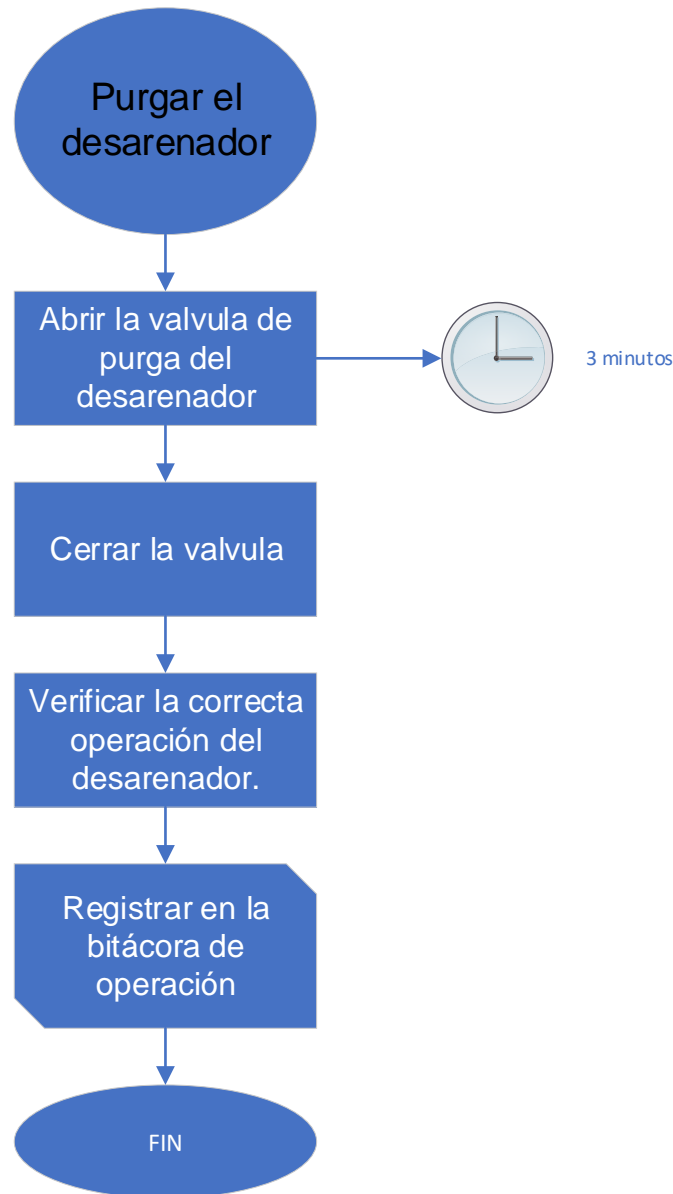 Purgar el
desarenador
Abrir la valvula de
purga del
desarenador
3 minutos
Cerrar la valvula
Verificar la correcta
operación del
desarenador.
Registrar en la
bitácora de
operación
FIN